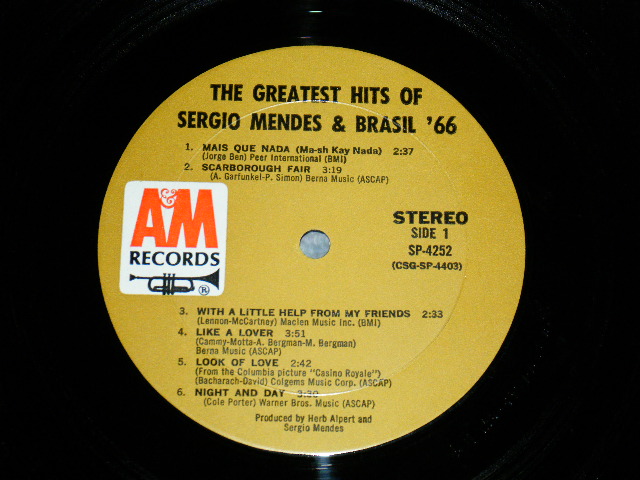 THE GREATEST HITS OF
SERGIO MENDES & BRASIL '66
1. MAIS QUE NADA (Ma-sh Kay Nada) 2:37
(Jorge Ben) Peer International (BMI)
2. SCARBOROUGH FAIR 3:19
(A. Garfunkel-P. Simon) Berna Music (ASCAP)
A&M
RECORDS
®
STEREO
SIDE 1
SP-4252
(CSG-SP-4403)
3. WITH A LITTLE HELP FROM MY FRIENDS 2:33
(Lennon-McCartney) Maclen Music Inc. (BMI)
4. LIKE A LOVER 3:51
(Cammy-Motta-A. Bergman-M. Bergman)
Berna Music (ASCAP)
5. LOOK OF LOVE 2:42
(From the Columbia picture "Casino Royale")
(Bacharach-David) Colgems Music Corp. (ASCAP)
6. NIGHT AND DAY
(Cole Porter) Warner Bros. Music (ASCAP)
Produced by Herb Alpert and
Sergio Mendes